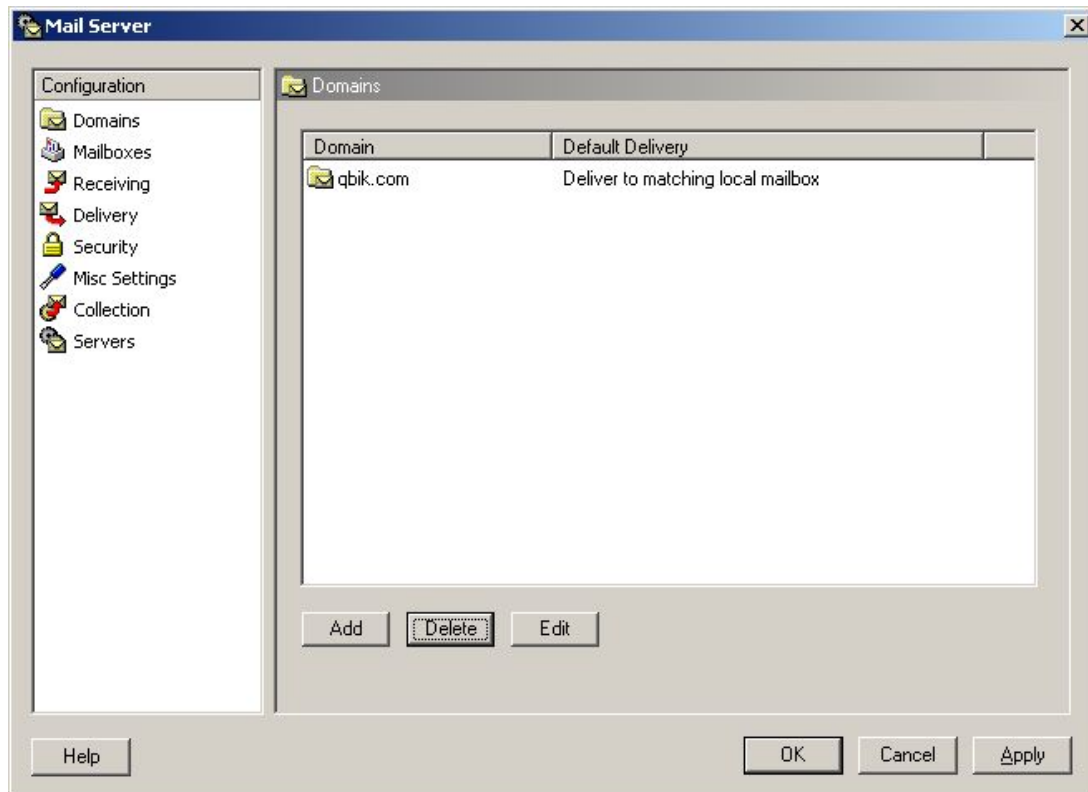 Mail Server
Configuration
Domains
Mailboxes
Receiving
Delivery
Security
Misc Settings
Collection
Servers
Domains
Domain Default Delivery
qbik.com Deliver to matching local mailbox
Add Delete Edit
Help OK Cancel Apply